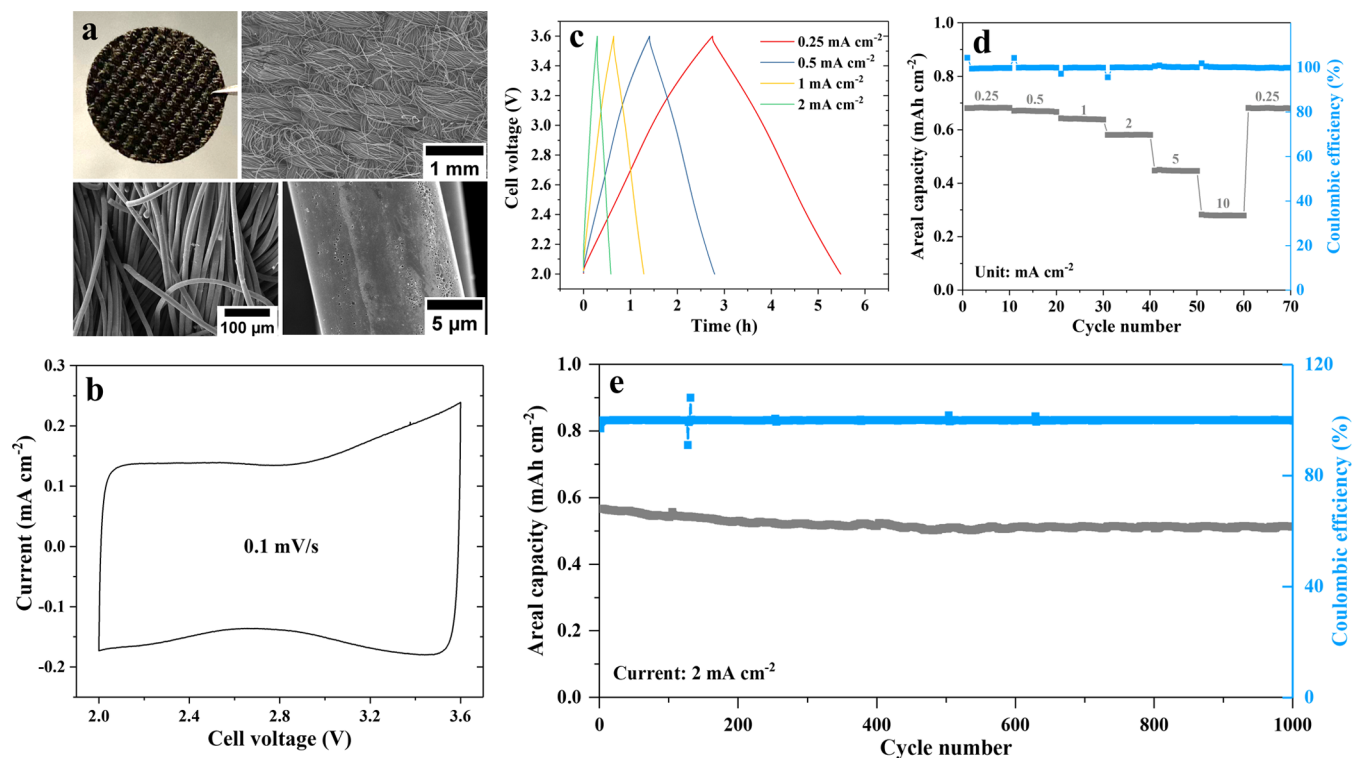 a
1 mm
100 µm
5 µm
b
Current (mA cm⁻²)
0.3
0.2
0.1
0.0
-0.1
-0.2
0.1 mV/s
2.0 2.4 2.8 3.2 3.6
Cell voltage (V)
c
Cell voltage (V)
3.6
3.4
3.2
3.0
2.8
2.6
2.4
2.2
2.0
0.25 mA cm⁻²
0.5 mA cm⁻²
1 mA cm⁻²
2 mA cm⁻²
0 1 2 3 4 5 6
Time (h)
d
Areal capacity (mAh cm⁻²)
1.0
0.8
0.6
0.4
0.2
0.0
0.25
0.5
1
2
5
10
0.25
Unit: mA cm⁻²
0 10 20 30 40 50 60 70
Cycle number
100
80
60
40
20
0
Coulombic efficiency (%)
e
Areal capacity (mAh cm⁻²)
1.0
0.8
0.6
0.4
0.2
0.0
Current: 2 mA cm⁻²
0 200 400 600 800 1000
Cycle number
120
80
40
0
Coulombic efficiency (%)